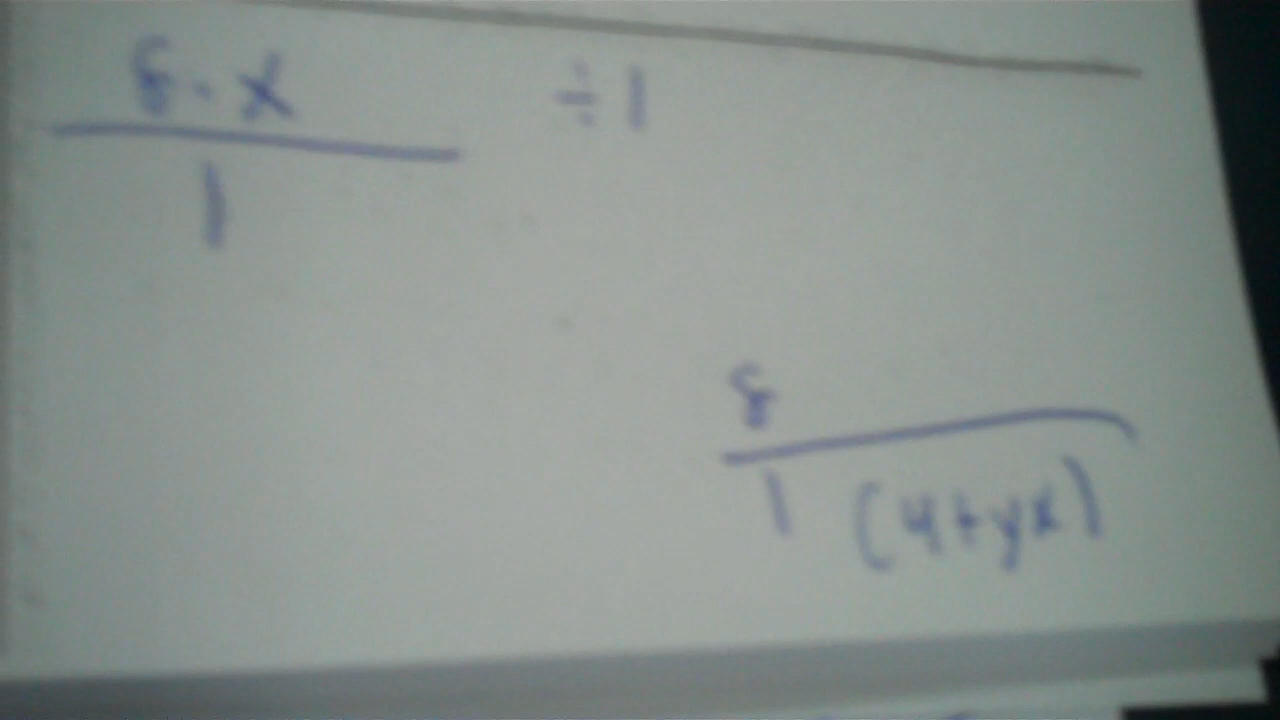 8 · x ÷ 1
1
8
1 (4+yx)